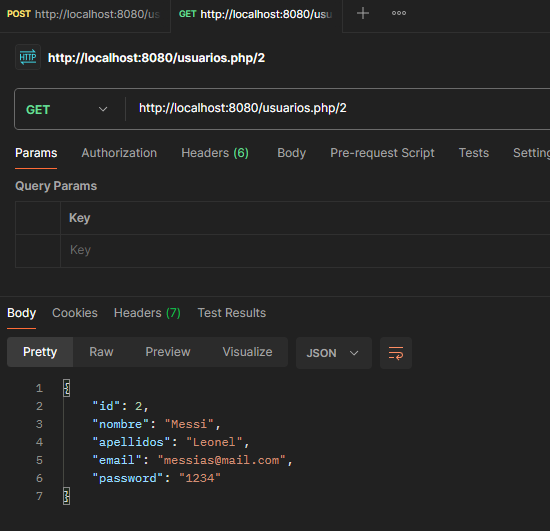 POST http://localhost:8080/us
GET http://localhost:8080/usu
HTTP http://localhost:8080/usuarios.php/2
GET http://localhost:8080/usuarios.php/2
Params Authorization Headers (6) Body Pre-request Script Tests Setting
Query Params
Key
Key
Body Cookies Headers (7) Test Results
Pretty Raw Preview Visualize JSON
1 {
2 "id": 2,
3 "nombre": "Messi",
4 "apellidos": "Leonel",
5 "email": "messias@mail.com",
6 "password": "1234"
7 }